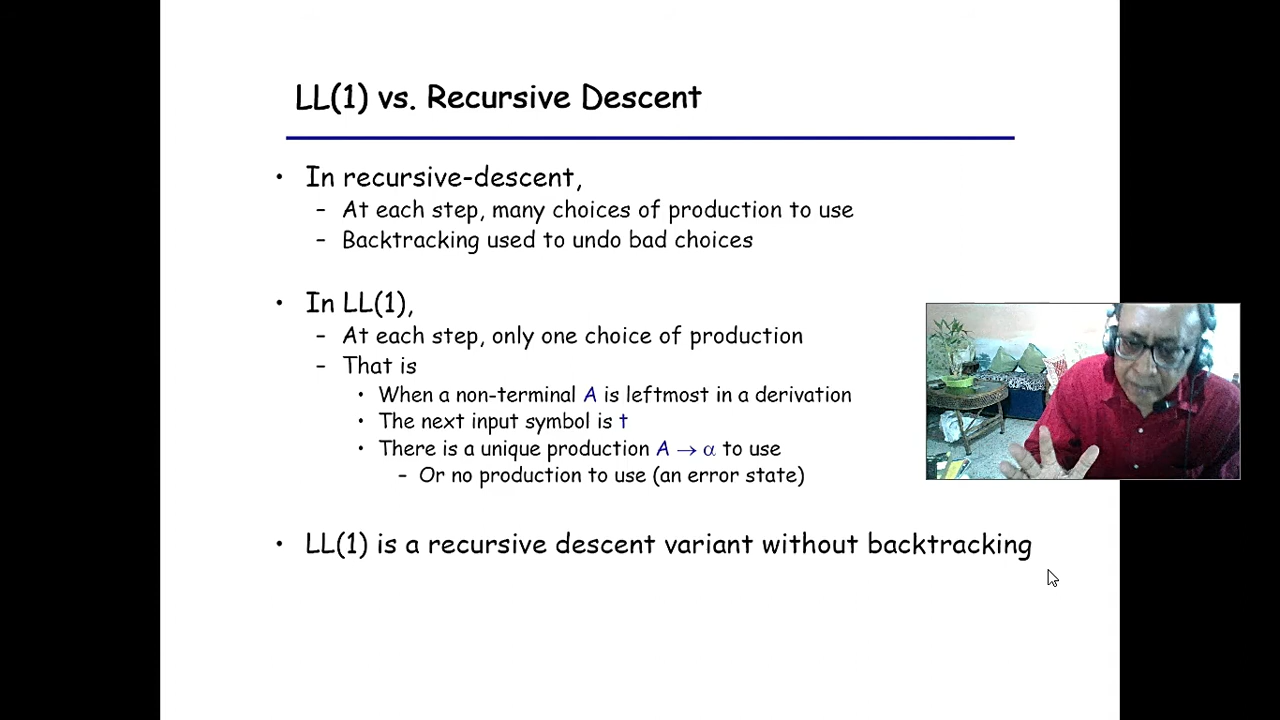 LL(1) vs. Recursive Descent
• In recursive-descent,
– At each step, many choices of production to use
– Backtracking used to undo bad choices
• In LL(1),
– At each step, only one choice of production
– That is
• When a non-terminal A is leftmost in a derivation
• The next input symbol is t
• There is a unique production A → α to use
– Or no production to use (an error state)
• LL(1) is a recursive descent variant without backtracking